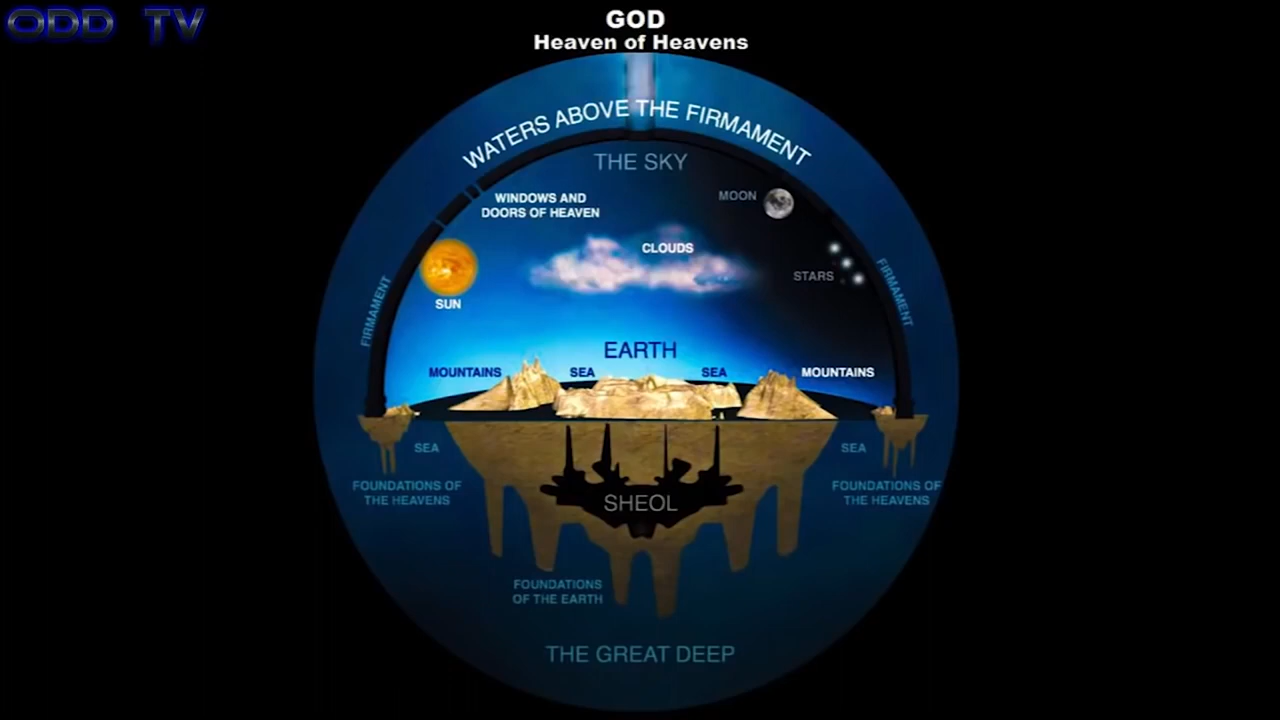 ODD TV
GOD
Heaven of Heavens
WATERS ABOVE THE FIRMAMENT
THE SKY
WINDOWS AND
DOORS OF HEAVEN
MOON
CLOUDS
STARS
SUN
FIRMAMENT
FIRMAMENT
EARTH
MOUNTAINS
SEA
SEA
MOUNTAINS
SEA
SEA
FOUNDATIONS OF
THE HEAVENS
FOUNDATIONS OF
THE HEAVENS
SHEOL
FOUNDATIONS
OF THE EARTH
THE GREAT DEEP